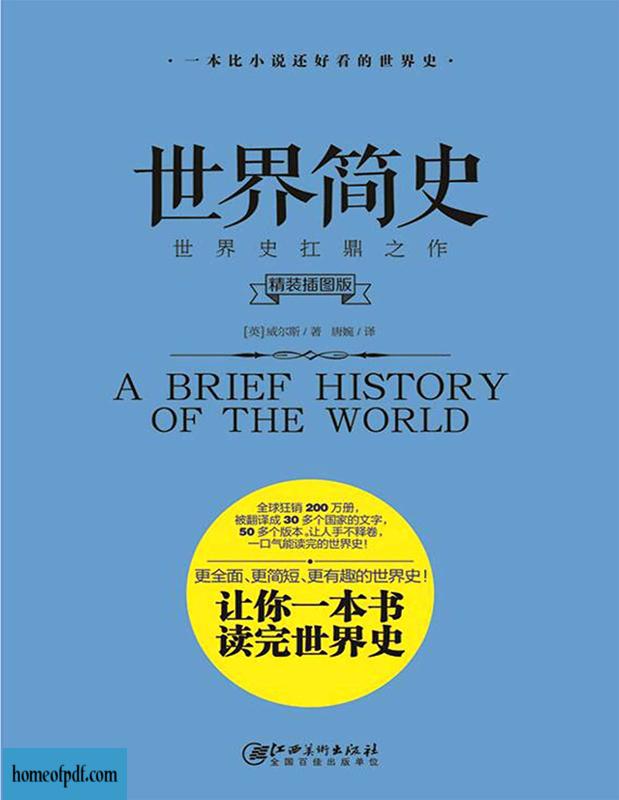 ·一本比小说还好看的世界史·
世界简史
世界史扛鼎之作
精装插图版
[英]威尔斯/著 唐婉/译
A BRIEF HISTORY
OF THE WORLD
全球狂销 200 万册，
被翻译成 30 多个国家的文字，
50 多个版本。让人手不释卷，
一口气能读完的世界史！
更全面、更简短、更有趣的世界史！
让你一本书
读完世界史
江西美术出版社
全国百佳出版单位
homeofpdf.com